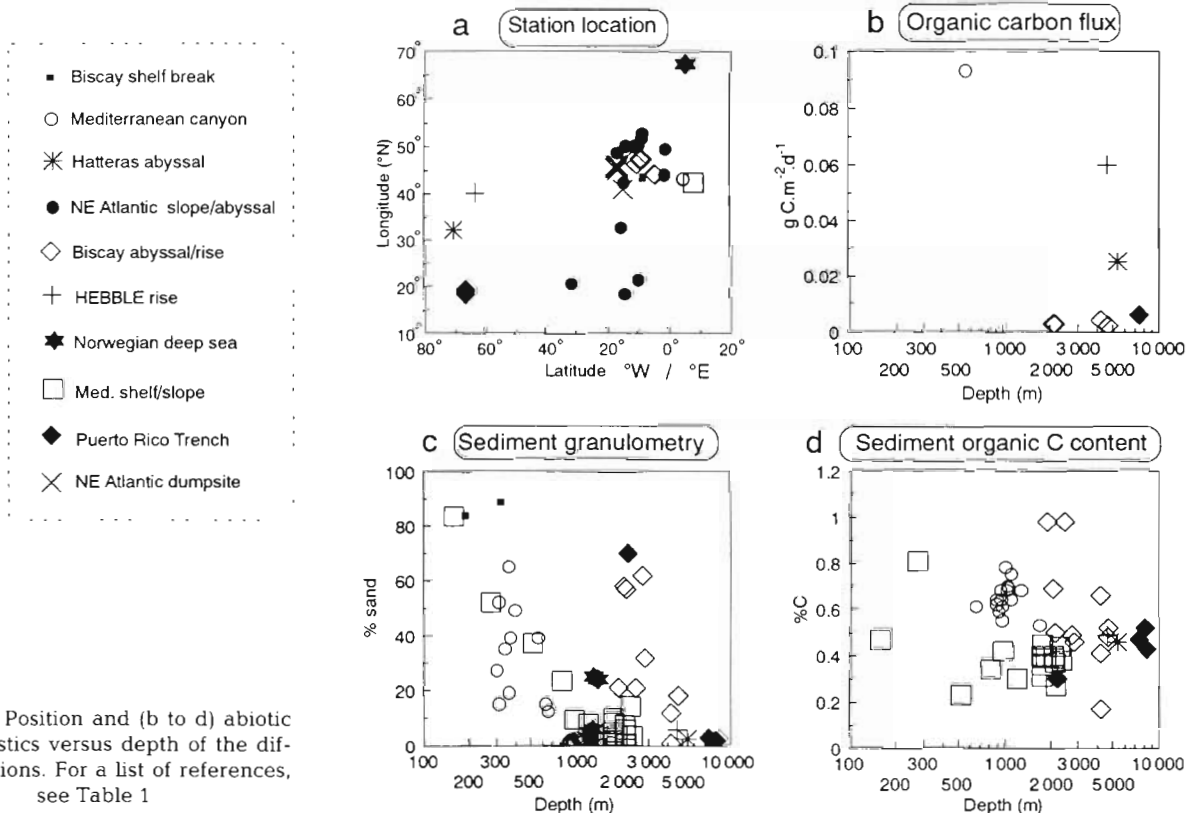 Biscay shelf break
Mediterranean canyon
Hatteras abyssal
NE Atlantic slope/abyssal
Biscay abyssal/rise
HEBBLE rise
Norwegian deep sea
Med. shelf/slope
Puerto Rico Trench
NE Atlantic dumpsite
Position and (b to d) abiotic
stics versus depth of the dif-
ions. For a list of references,
see Table 1
a Station location
70°
60°
50°
40°
30°
20°
10°
Longitude (°N)
80° 60° 40° 20° 0° 20°
Latitude °W / °E
b Organic carbon flux
0.1
0.08
0.06
0.04
0.02
0
g C.m-2.d-1
100 300 1 000 3 000 10 000
200 500 2 000 5 000
Depth (m)
c Sediment granulometry
100
80
60
40
20
0
% sand
100 300 1 000 3 000 10 000
200 500 2 000 5 000
Depth (m)
d Sediment organic C content
1.2
1
0.8
0.6
0.4
0.2
0
%C
100 300 1 000 3 000 10 000
200 500 2 000 5 000
Depth (m)